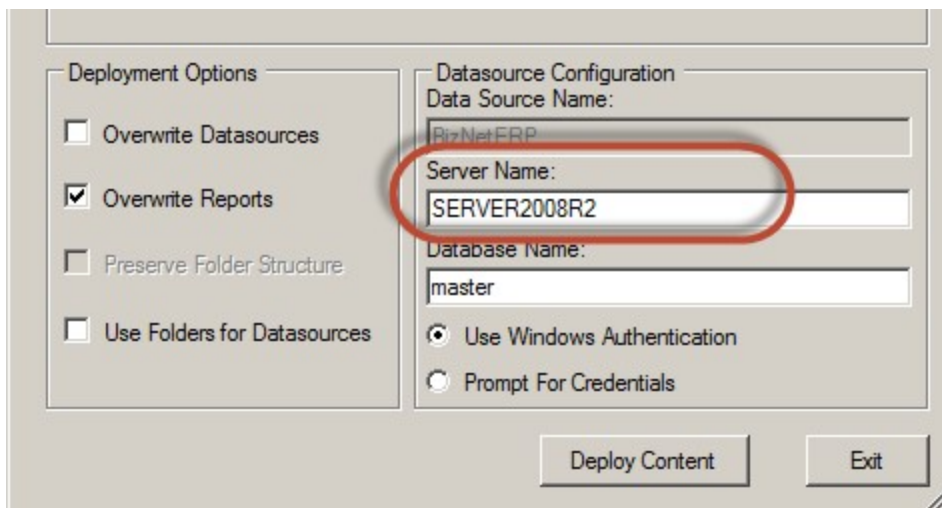 Deployment Options
Overwrite Datasources
Overwrite Reports
Preserve Folder Structure
Use Folders for Datasources
Datasource Configuration
Data Source Name:
BizNetERP
Server Name:
SERVER2008R2
Database Name:
master
Use Windows Authentication
Prompt For Credentials
Deploy Content
Exit